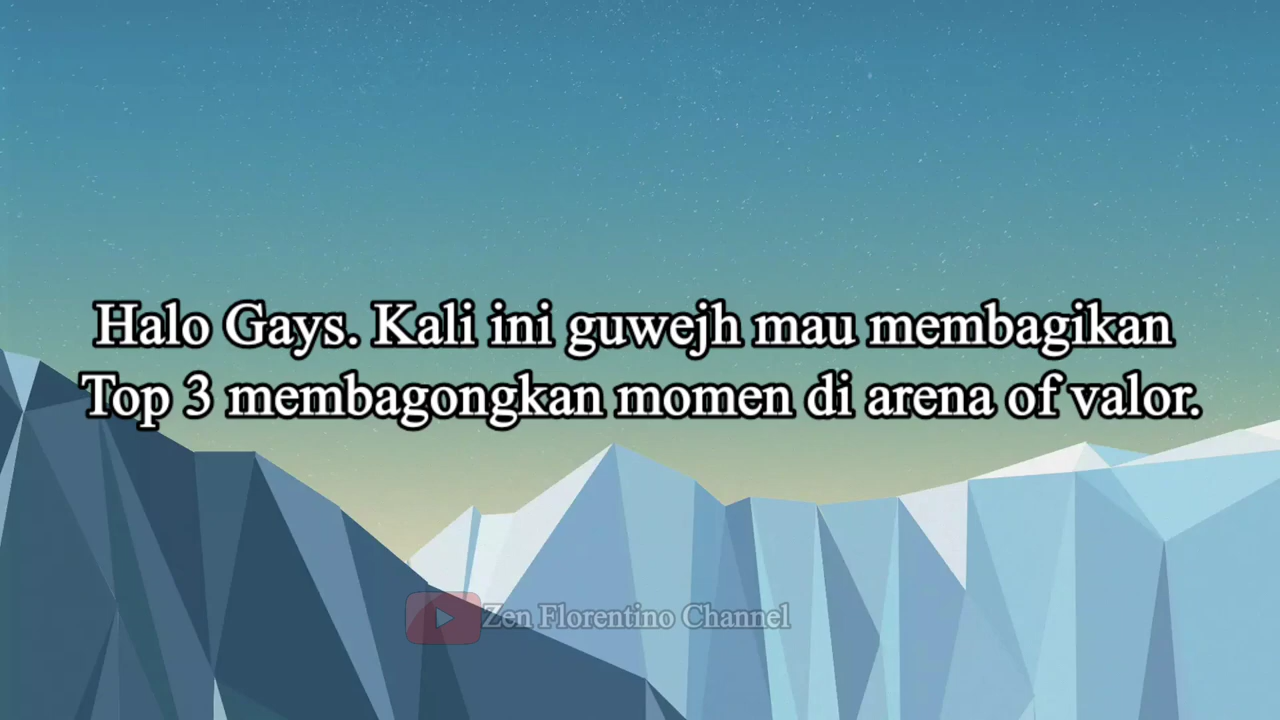 Halo Gays. Kali ini guwejh mau membagikan
Top 3 membagongkan momen di arena of valor.
Zen Florentino Channel